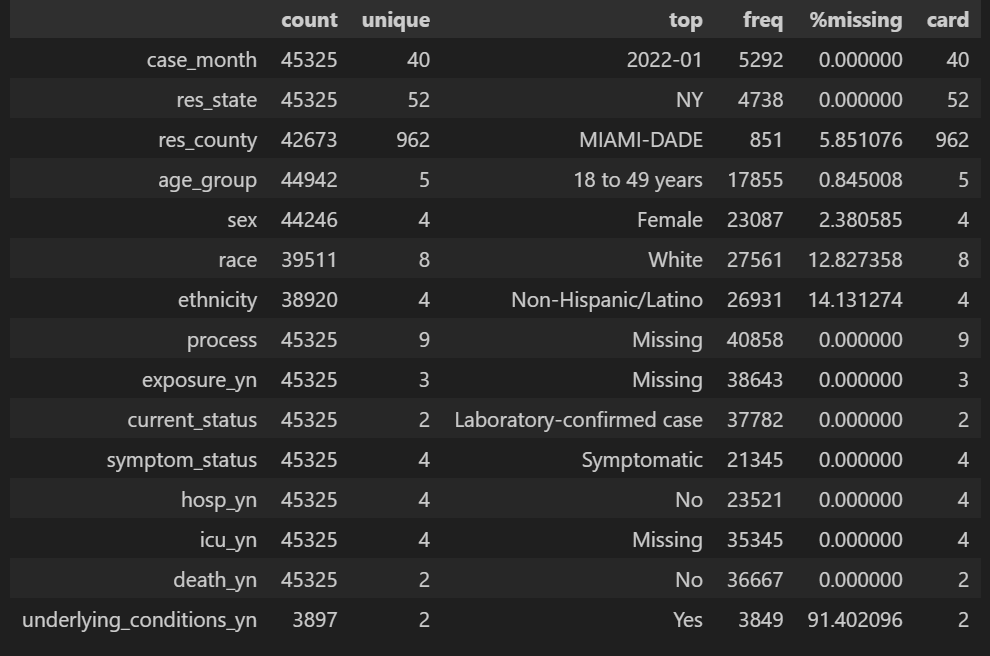 count unique top freq %missing card
case_month 45325 40 2022-01 5292 0.000000 40
res_state 45325 52 NY 4738 0.000000 52
res_county 42673 962 MIAMI-DADE 851 5.851076 962
age_group 44942 5 18 to 49 years 17855 0.845008 5
sex 44246 4 Female 23087 2.380585 4
race 39511 8 White 27561 12.827358 8
ethnicity 38920 4 Non-Hispanic/Latino 26931 14.131274 4
process 45325 9 Missing 40858 0.000000 9
exposure_yn 45325 3 Missing 38643 0.000000 3
current_status 45325 2 Laboratory-confirmed case 37782 0.000000 2
symptom_status 45325 4 Symptomatic 21345 0.000000 4
hosp_yn 45325 4 No 23521 0.000000 4
icu_yn 45325 4 Missing 35345 0.000000 4
death_yn 45325 2 No 36667 0.000000 2
underlying_conditions_yn 3897 2 Yes 3849 91.402096 2